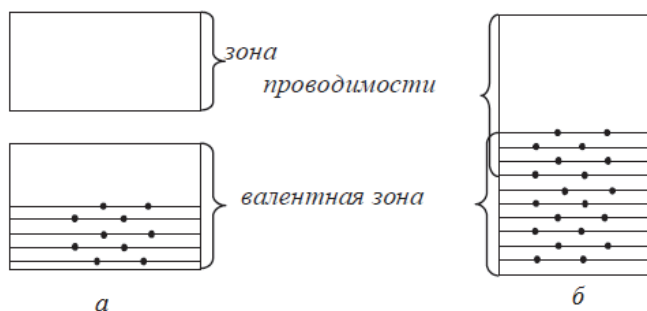 зона
проводимости
валентная зона
а
б